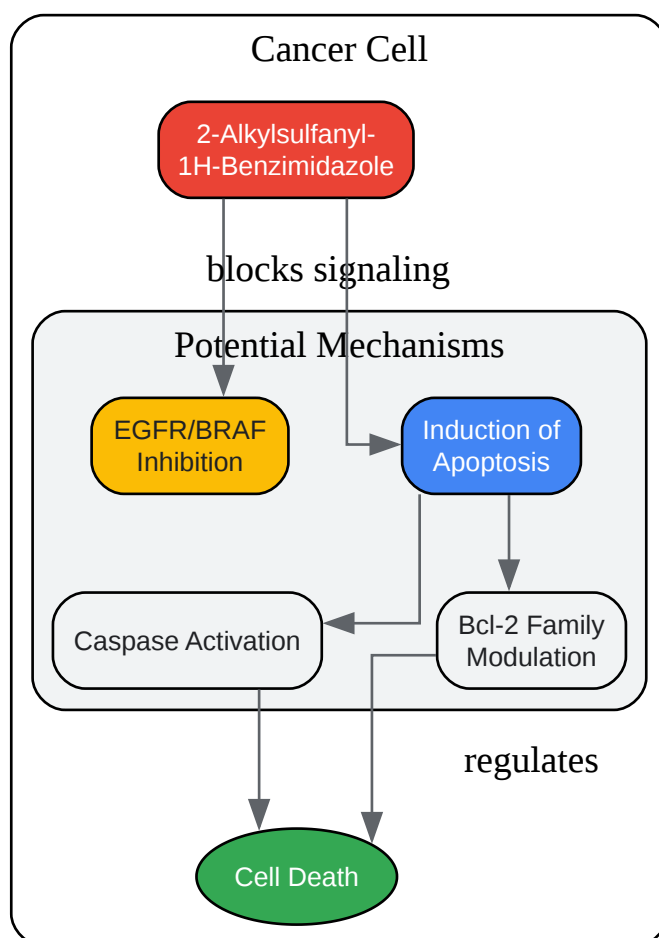 Cancer Cell
2-Alkylsulfanyl-
1H-Benzimidazole
blocks signaling
Potential Mechanisms
EGFR/BRAF
Inhibition
Induction of
Apoptosis
Caspase Activation
Bcl-2 Family
Modulation
regulates
Cell Death